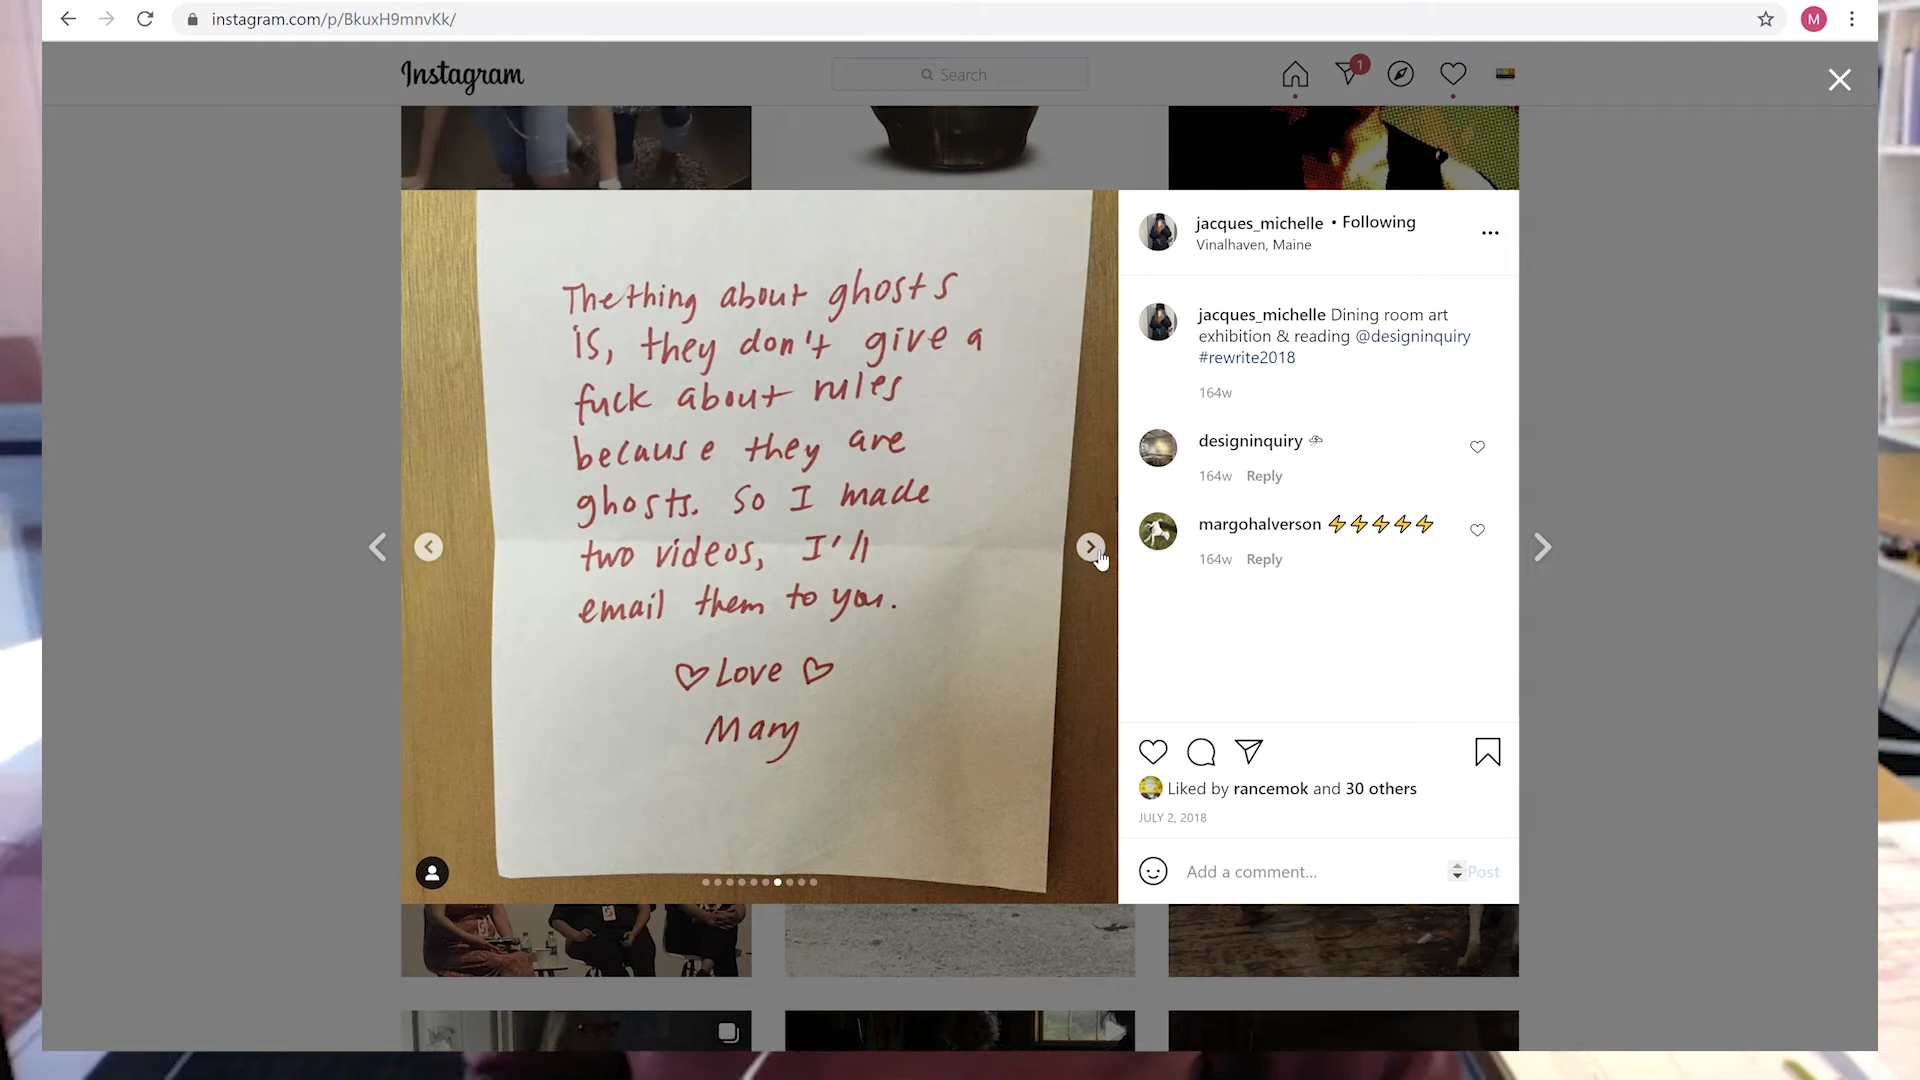 instagram.com/p/BkuxH9mnvKk/
M
Instagram
Search
1
The thing about ghosts
is, they don't give a
fuck about rules
because they are
ghosts. So I made
two videos, I'll
email them to you.
♡ Love ♡
Mary
jacques_michelle • Following
Vinalhaven, Maine
jacques_michelle Dining room art
exhibition & reading @designinquiry
#rewrite2018
164w
designinquiry
164w Reply
margohalverson ⚡⚡⚡⚡⚡
164w Reply
Liked by rancemok and 30 others
JULY 2, 2018
Add a comment...
Post